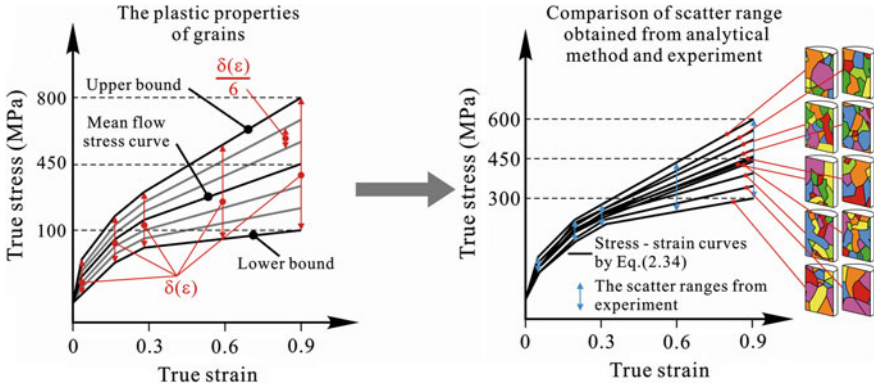 The plastic properties
of grains
Upper bound
δ(ε)
6
Mean flow
stress curve
Lower bound
δ(ε)
800
450
100
0
0
0.3
0.6
0.9
True stress (MPa)
True strain
Comparison of scatter range
obtained from analytical
method and experiment
600
450
300
0
Stress - strain curves
by Eq.(2.34)
The scatter ranges from
experiment
0
0.3
0.6
0.9
True stress (MPa)
True strain